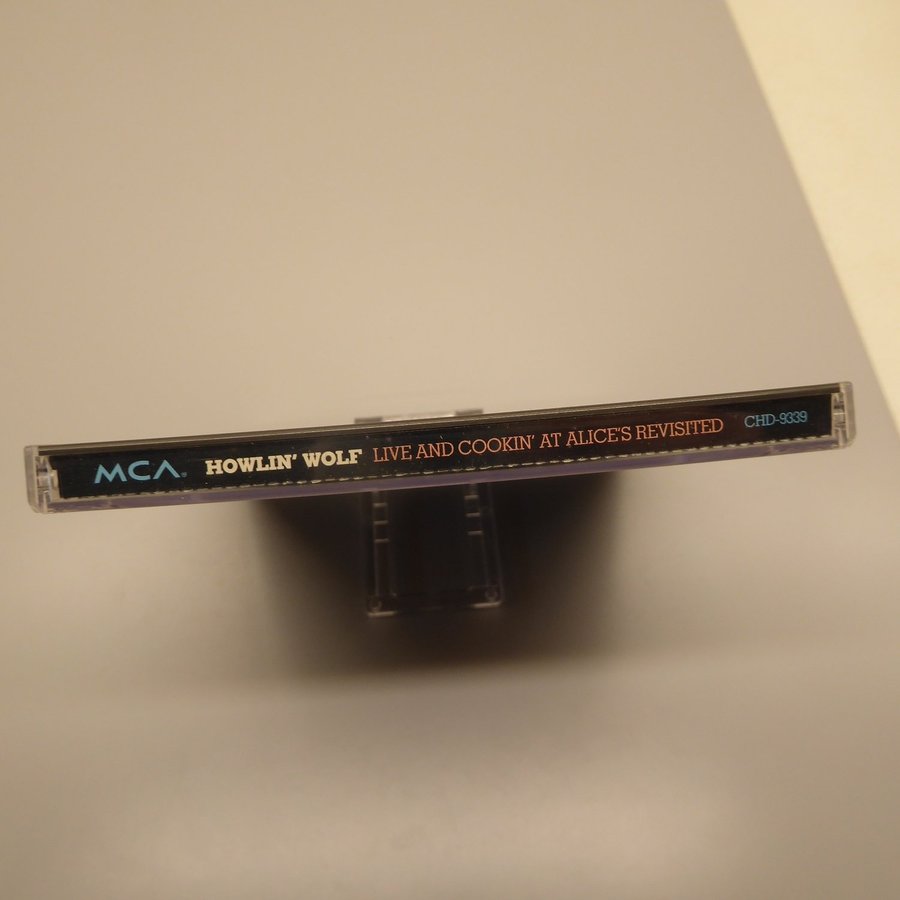 MCA HOWLIN' WOLF LIVE AND COOKIN' AT ALICE'S REVISITED CHD-9339